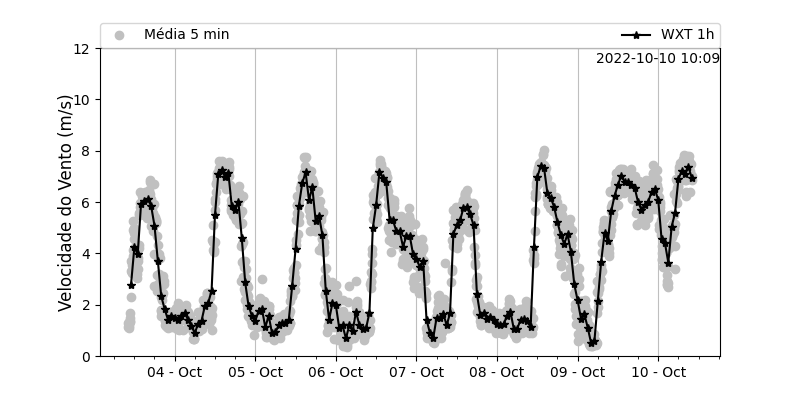 Média 5 min
WXT 1h
2022-10-10 10:09
Velocidade do Vento (m/s)
12
10
8
6
4
2
0
04 - Oct 05 - Oct 06 - Oct 07 - Oct 08 - Oct 09 - Oct 10 - Oct